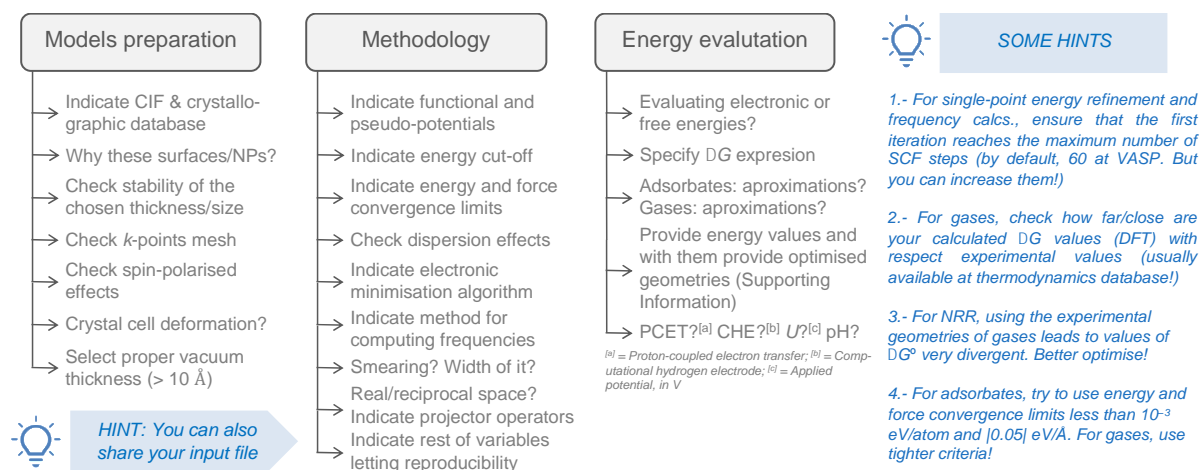 Models preparation
Indicate CIF & crystallo-
graphic database
Why these surfaces/NPs?
Check stability of the
chosen thickness/size
Check k-points mesh
Check spin-polarised
effects
Crystal cell deformation?
Select proper vacuum
thickness (> 10 Å)
HINT: You can also
share your input file
Methodology
Indicate functional and
pseudo-potentials
Indicate energy cut-off
Indicate energy and force
convergence limits
Check dispersion effects
Indicate electronic
minimisation algorithm
Indicate method for
computing frequencies
Smearing? Width of it?
Real/reciprocal space?
Indicate projector operators
Indicate rest of variables
letting reproducibility
Energy evalutation
Evaluating electronic or
free energies?
Specify DG expresion
Adsorbates: aproximations?
Gases: aproximations?
Provide energy values and
with them provide optimised
geometries (Supporting
Information)
PCET?[a] CHE?[b] U?[c] pH?
[a] = Proton-coupled electron transfer; [b] = Comp-
utational hydrogen electrode; [c] = Applied
potential, in V
SOME HINTS
1.- For single-point energy refinement and
frequency calcs., ensure that the first
iteration reaches the maximum number of
SCF steps (by default, 60 at VASP. But
you can increase them!)
2.- For gases, check how far/close are
your calculated DG values (DFT) with
respect experimental values (usually
available at thermodynamics database!)
3.- For NRR, using the experimental
geometries of gases leads to values of
DGº very divergent. Better optimise!
4.- For adsorbates, try to use energy and
force convergence limits less than 10⁻³
eV/atom and |0.05| eV/Å. For gases, use
tighter criteria!